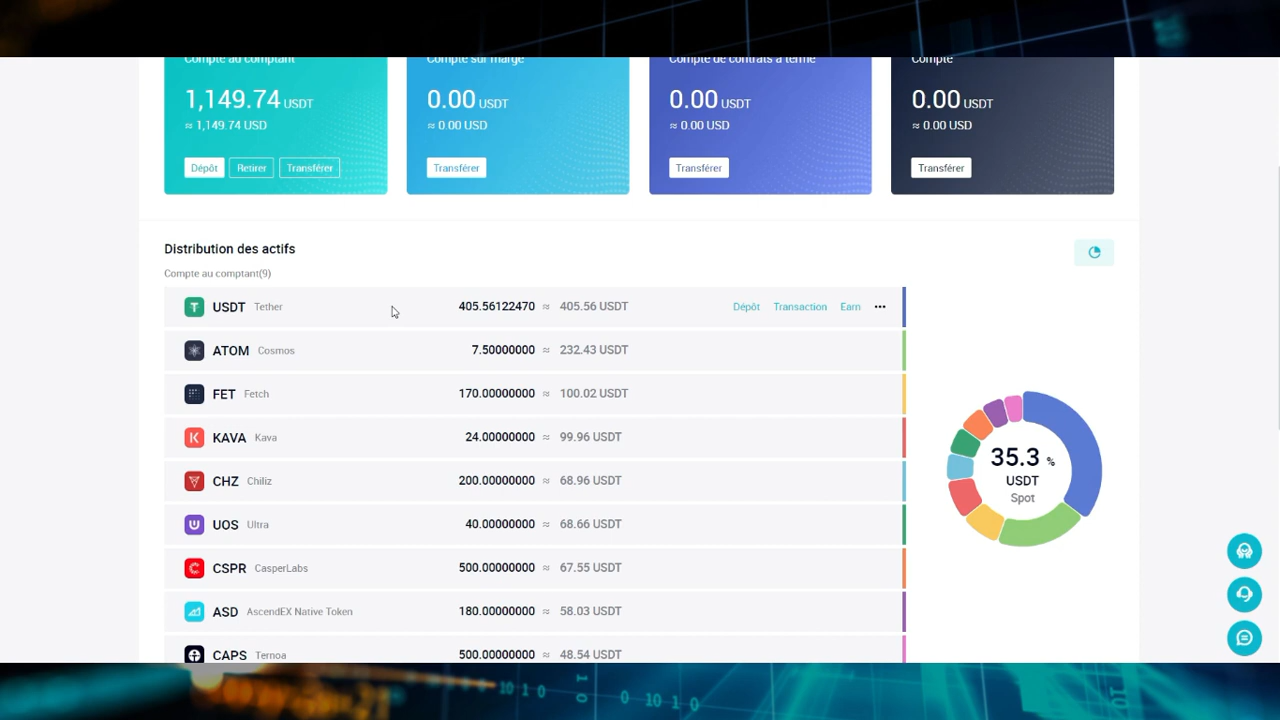 Compte au comptant
Compte sur marge
Compte de contrats à terme
Compte
1,149.74 USDT
0.00 USDT
0.00 USDT
0.00 USDT
≈ 1,149.74 USD
≈ 0.00 USD
≈ 0.00 USD
≈ 0.00 USD
Dépôt Retirer Transférer
Transférer
Transférer
Transférer
Distribution des actifs
Compte au comptant(9)
USDT Tether 405.56122470 ≈ 405.56 USDT Dépôt Transaction Earn
ATOM Cosmos 7.50000000 ≈ 232.43 USDT
FET Fetch 170.00000000 ≈ 100.02 USDT
KAVA Kava 24.00000000 ≈ 99.96 USDT
CHZ Chiliz 200.00000000 ≈ 68.96 USDT
UOS Ultra 40.00000000 ≈ 68.66 USDT
CSPR CasperLabs 500.00000000 ≈ 67.55 USDT
ASD AscendEX Native Token 180.00000000 ≈ 58.03 USDT
CAPS Ternoa 500.00000000 ≈ 48.54 USDT
35.3 %
USDT
Spot